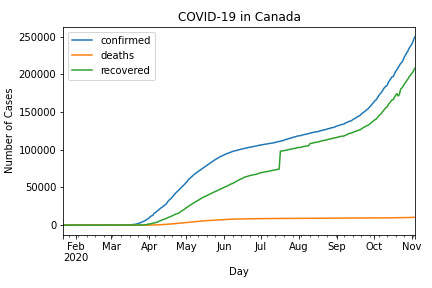 COVID-19 in Canada
confirmed
deaths
recovered
Number of Cases
250000
200000
150000
100000
50000
0
Feb Mar Apr May Jun Jul Aug Sep Oct Nov
2020
Day